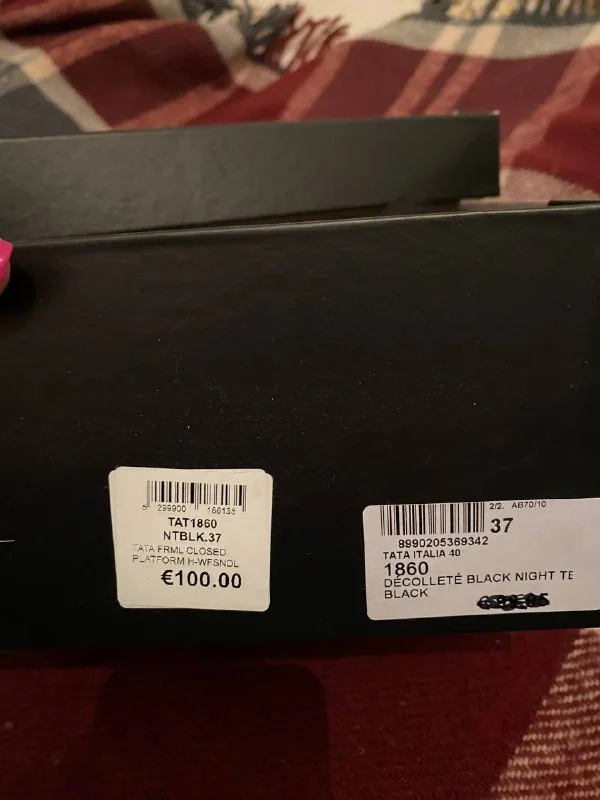 5 299900 186135
TAT1860
NTBLK.37
TATA FRML CLOSED
PLATFORM H-WFSNDL
€100.00
2/2. AB70/10
37
8990205369342
TATA ITALIA 40
1860
DÉCOLLETÉ BLACK NIGHT TE
BLACK